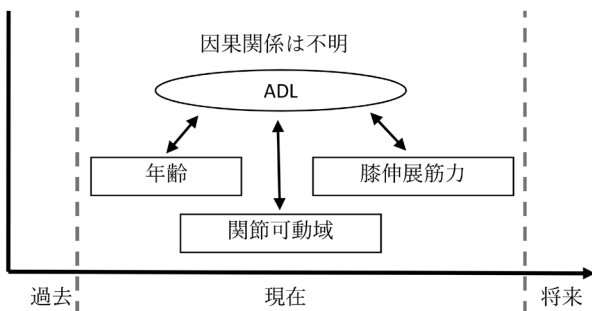 因果関係は不明
ADL
年齢
膝伸展筋力
関節可動域
過去
現在
将来